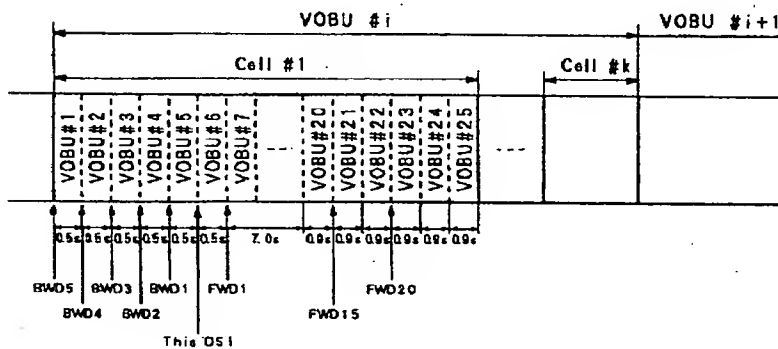 VOBU #i
VOBU #i+1
Cell #1
Cell #k
VOBU#1
VOBU#2
VOBU#3
VOBU#4
VOBU#5
VOBU#6
VOBU#7
VOBU#20
VOBU#21
VOBU#22
VOBU#23
VOBU#24
VOBU#25
0.5s 0.5s 0.5s 0.5s 0.5s 0.5s 7.0s 0.9s 0.9s 0.9s 0.9s 0.9s 0.9s
BWD5 BWD3 BWD1 FWD1 FWD20
BWD4 BWD2 FWD15
This DSI